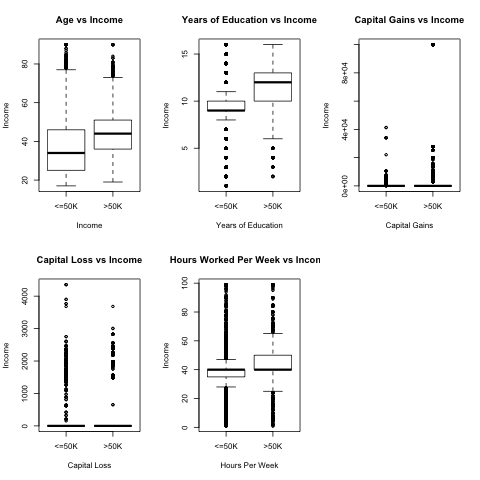 Age vs Income
Income
80
60
40
20
<=50K
>50K
Income
Years of Education vs Income
Income
15
10
5
<=50K
>50K
Years of Education
Capital Gains vs Income
Income
8e+04
4e+04
0e+00
<=50K
>50K
Capital Gains
Capital Loss vs Income
Income
4000
3000
2000
1000
0
<=50K
>50K
Capital Loss
Hours Worked Per Week vs Incon
Income
100
80
60
40
20
0
<=50K
>50K
Hours Per Week